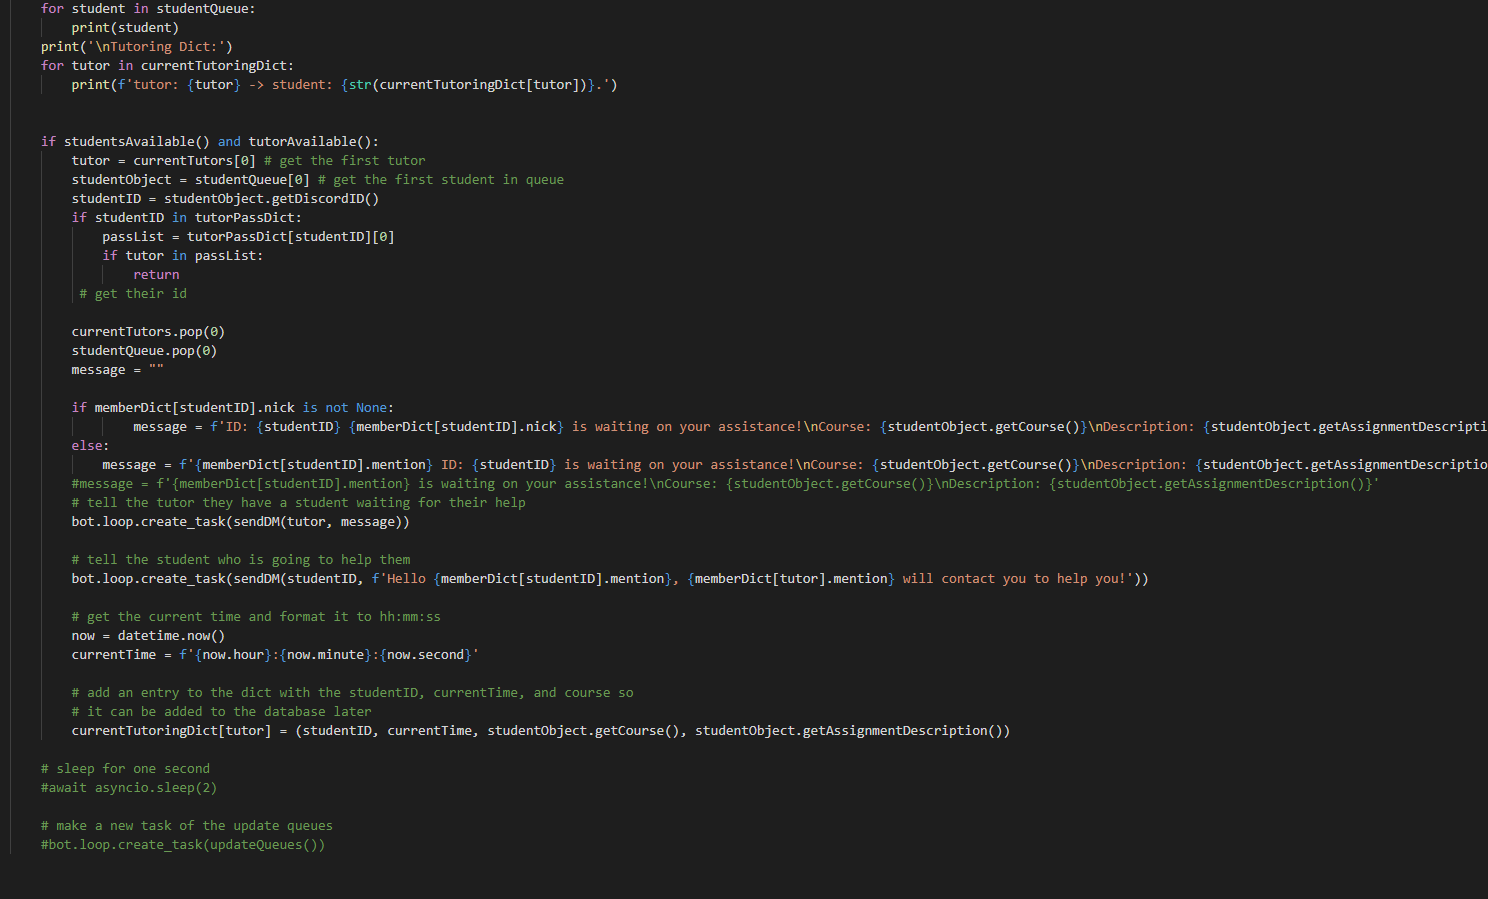 for student in studentQueue:
print(student)
print('\nTutoring Dict:')
for tutor in currentTutoringDict:
print(f'tutor: {tutor} -> student: {str(currentTutoringDict[tutor])}.')
if studentsAvailable() and tutorAvailable():
tutor = currentTutors[0] # get the first tutor
studentObject = studentQueue[0] # get the first student in queue
studentID = studentObject.getDiscordID()
if studentID in tutorPassDict:
passList = tutorPassDict[studentID][0]
if tutor in passList:
return
# get their id
currentTutors.pop(0)
studentQueue.pop(0)
message = ""
if memberDict[studentID].nick is not None:
message = f'ID: {studentID} {memberDict[studentID].nick} is waiting on your assistance!\nCourse: {studentObject.getCourse()}\nDescription: {studentObject.getAssignmentDescripti
else:
message = f'{memberDict[studentID].mention} ID: {studentID} is waiting on your assistance!\nCourse: {studentObject.getCourse()}\nDescription: {studentObject.getAssignmentDescriptio
#message = f'{memberDict[studentID].mention} is waiting on your assistance!\nCourse: {studentObject.getCourse()}\nDescription: {studentObject.getAssignmentDescription()}'
# tell the tutor they have a student waiting for their help
bot.loop.create_task(sendDM(tutor, message))
# tell the student who is going to help them
bot.loop.create_task(sendDM(studentID, f'Hello {memberDict[studentID].mention}, {memberDict[tutor].mention} will contact you to help you!'))
# get the current time and format it to hh:mm:ss
now = datetime.now()
currentTime = f'{now.hour}:{now.minute}:{now.second}'
# add an entry to the dict with the studentID, currentTime, and course so
# it can be added to the database later
currentTutoringDict[tutor] = (studentID, currentTime, studentObject.getCourse(), studentObject.getAssignmentDescription())
# sleep for one second
#await asyncio.sleep(2)
# make a new task of the update queues
#bot.loop.create_task(updateQueues())